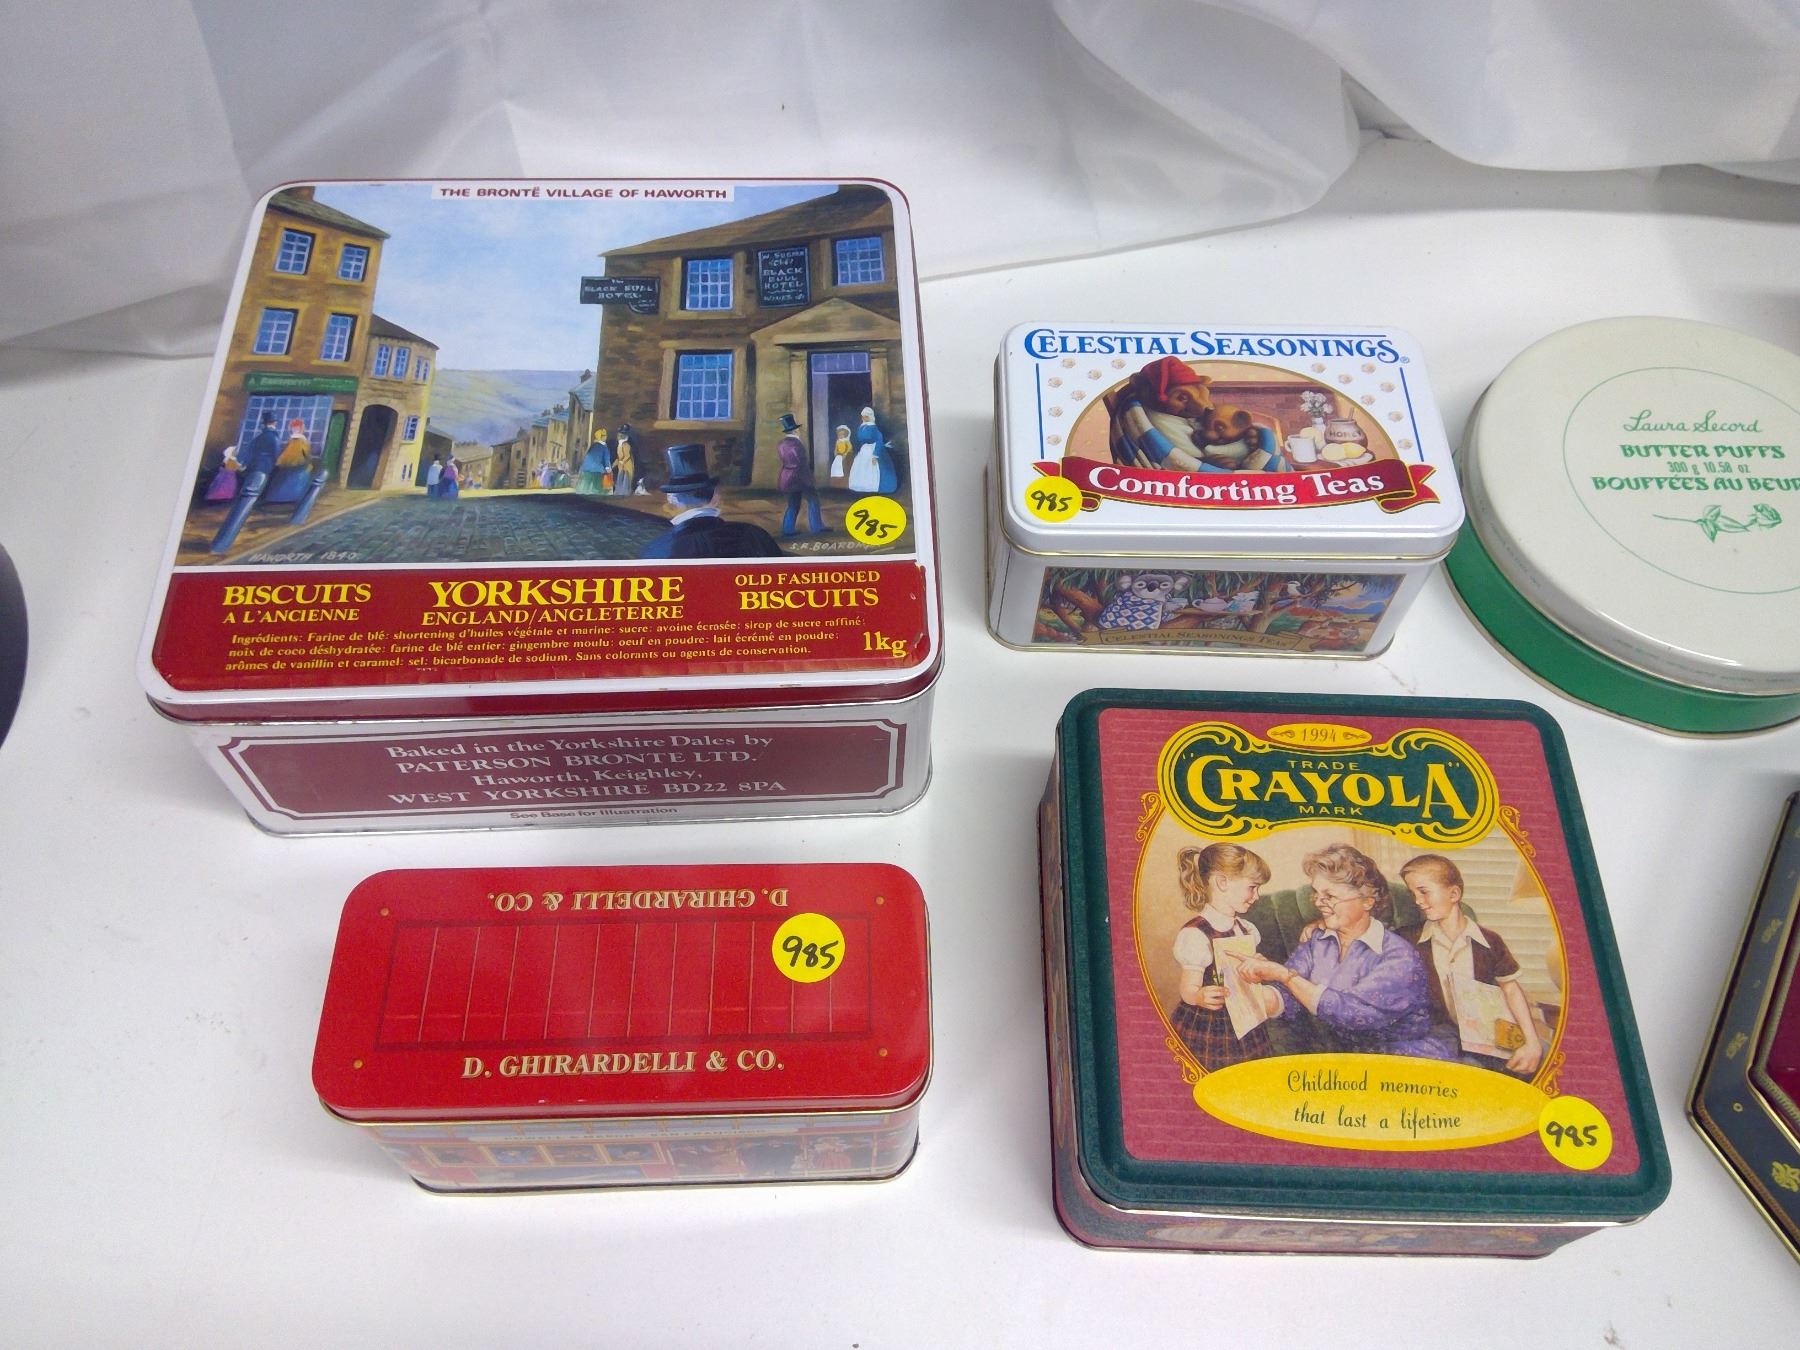 THE BRONTË VILLAGE OF HAWORTH
BLACK BULL
HOTEL
BLACK
BULL
HOTEL
HAWORTH 1840.
985
BISCUITS
A L'ANCIENNE
YORKSHIRE
ENGLAND/ANGLETERRE
OLD FASHIONED
BISCUITS
Ingrédients: Farine de blé: shortening d'huiles végétale et marine: sucre: avoine écrasée: sirop de sucre raffiné:
noix de coco déshydratée: farine de blé entier: gingembre moulu: oeuf en poudre: lait écrémé en poudre:
arômes de vanillin et caramel: sel: bicarbonade de sodium. Sans colorants ou agents de conservation.
1kg
Baked in the Yorkshire Dales by
PATERSON BRONTE LTD.
Haworth, Keighley,
WEST YORKSHIRE BD22 8PA
See Base for Illustration
CELESTIAL SEASONINGS®
HONEY
Comforting Teas
985
CELESTIAL SEASONINGS TEAS
Laura Secord
BUTTER PUFFS
300 g 10.58 oz
BOUFFÉES AU BEUR
D. GHIRARDELLI & CO.
985
D. GHIRARDELLI & CO.
1994
TRADE
"CRAYOLA"
MARK
Childhood memories
that last a lifetime
985